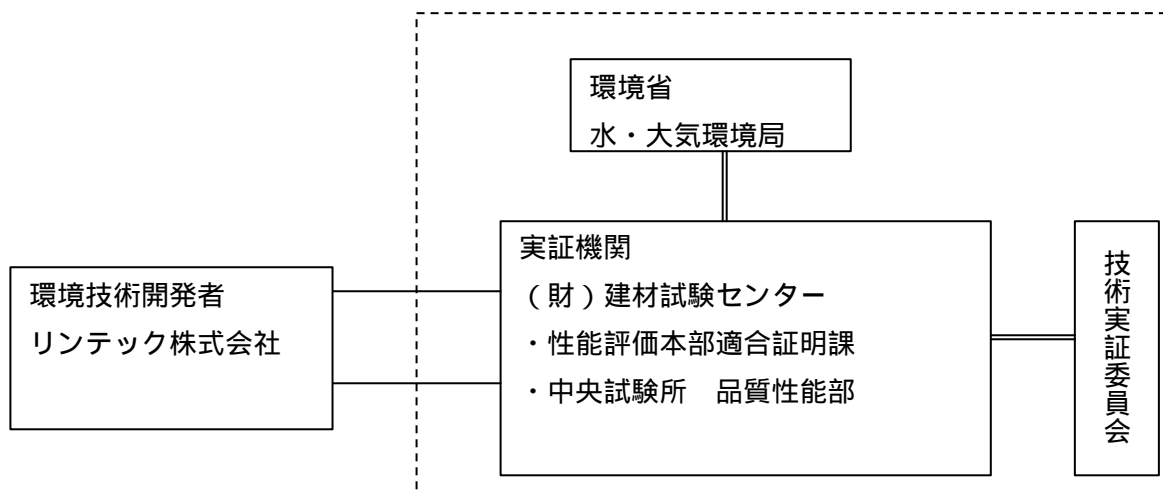 環境省
水・大気環境局
環境技術開発者
リンテック株式会社
実証機関
（財）建材試験センター
・性能評価本部適合証明課
・中央試験所　品質性能部
技術実証委員会